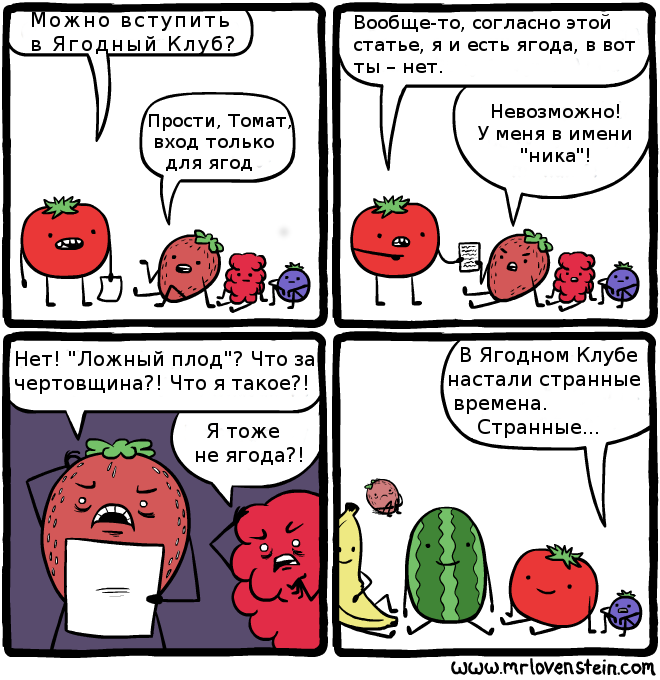 Можно вступить
в Ягодный Клуб?
Прости, Томат,
вход только
для ягод
Вообще-то, согласно этой
статье, я и есть ягода, в вот
ты – нет.
Невозможно!
У меня в имени
"ника"!
Нет! "Ложный плод"? Что за
чертовщина?! Что я такое?!
Я тоже
не ягода?!
В Ягодном Клубе
настали странные
времена.
Странные...
www.mrlovenstein.com